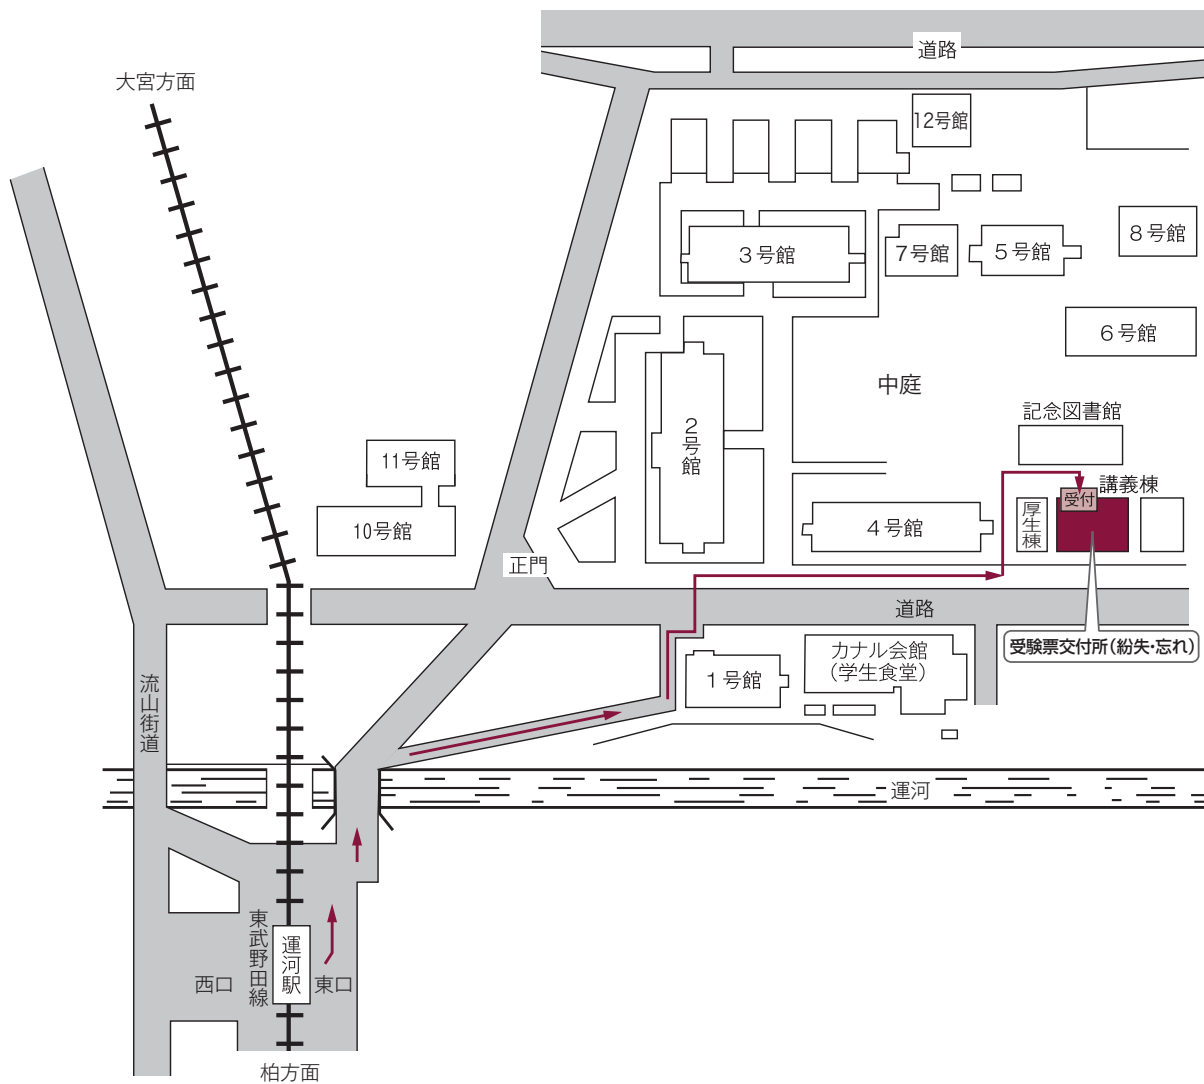 道路
大宮方面
12号館
8号館
3号館
7号館
5号館
6号館
中庭
記念図書館
2号館
11号館
講義棟
受付
10号館
4号館
厚生棟
正門
道路
受験票交付所(紛失・忘れ)
カナル会館
(学生食堂)
1号館
流山街道
運河
東武野田線
運河駅
西口
東口
柏方面